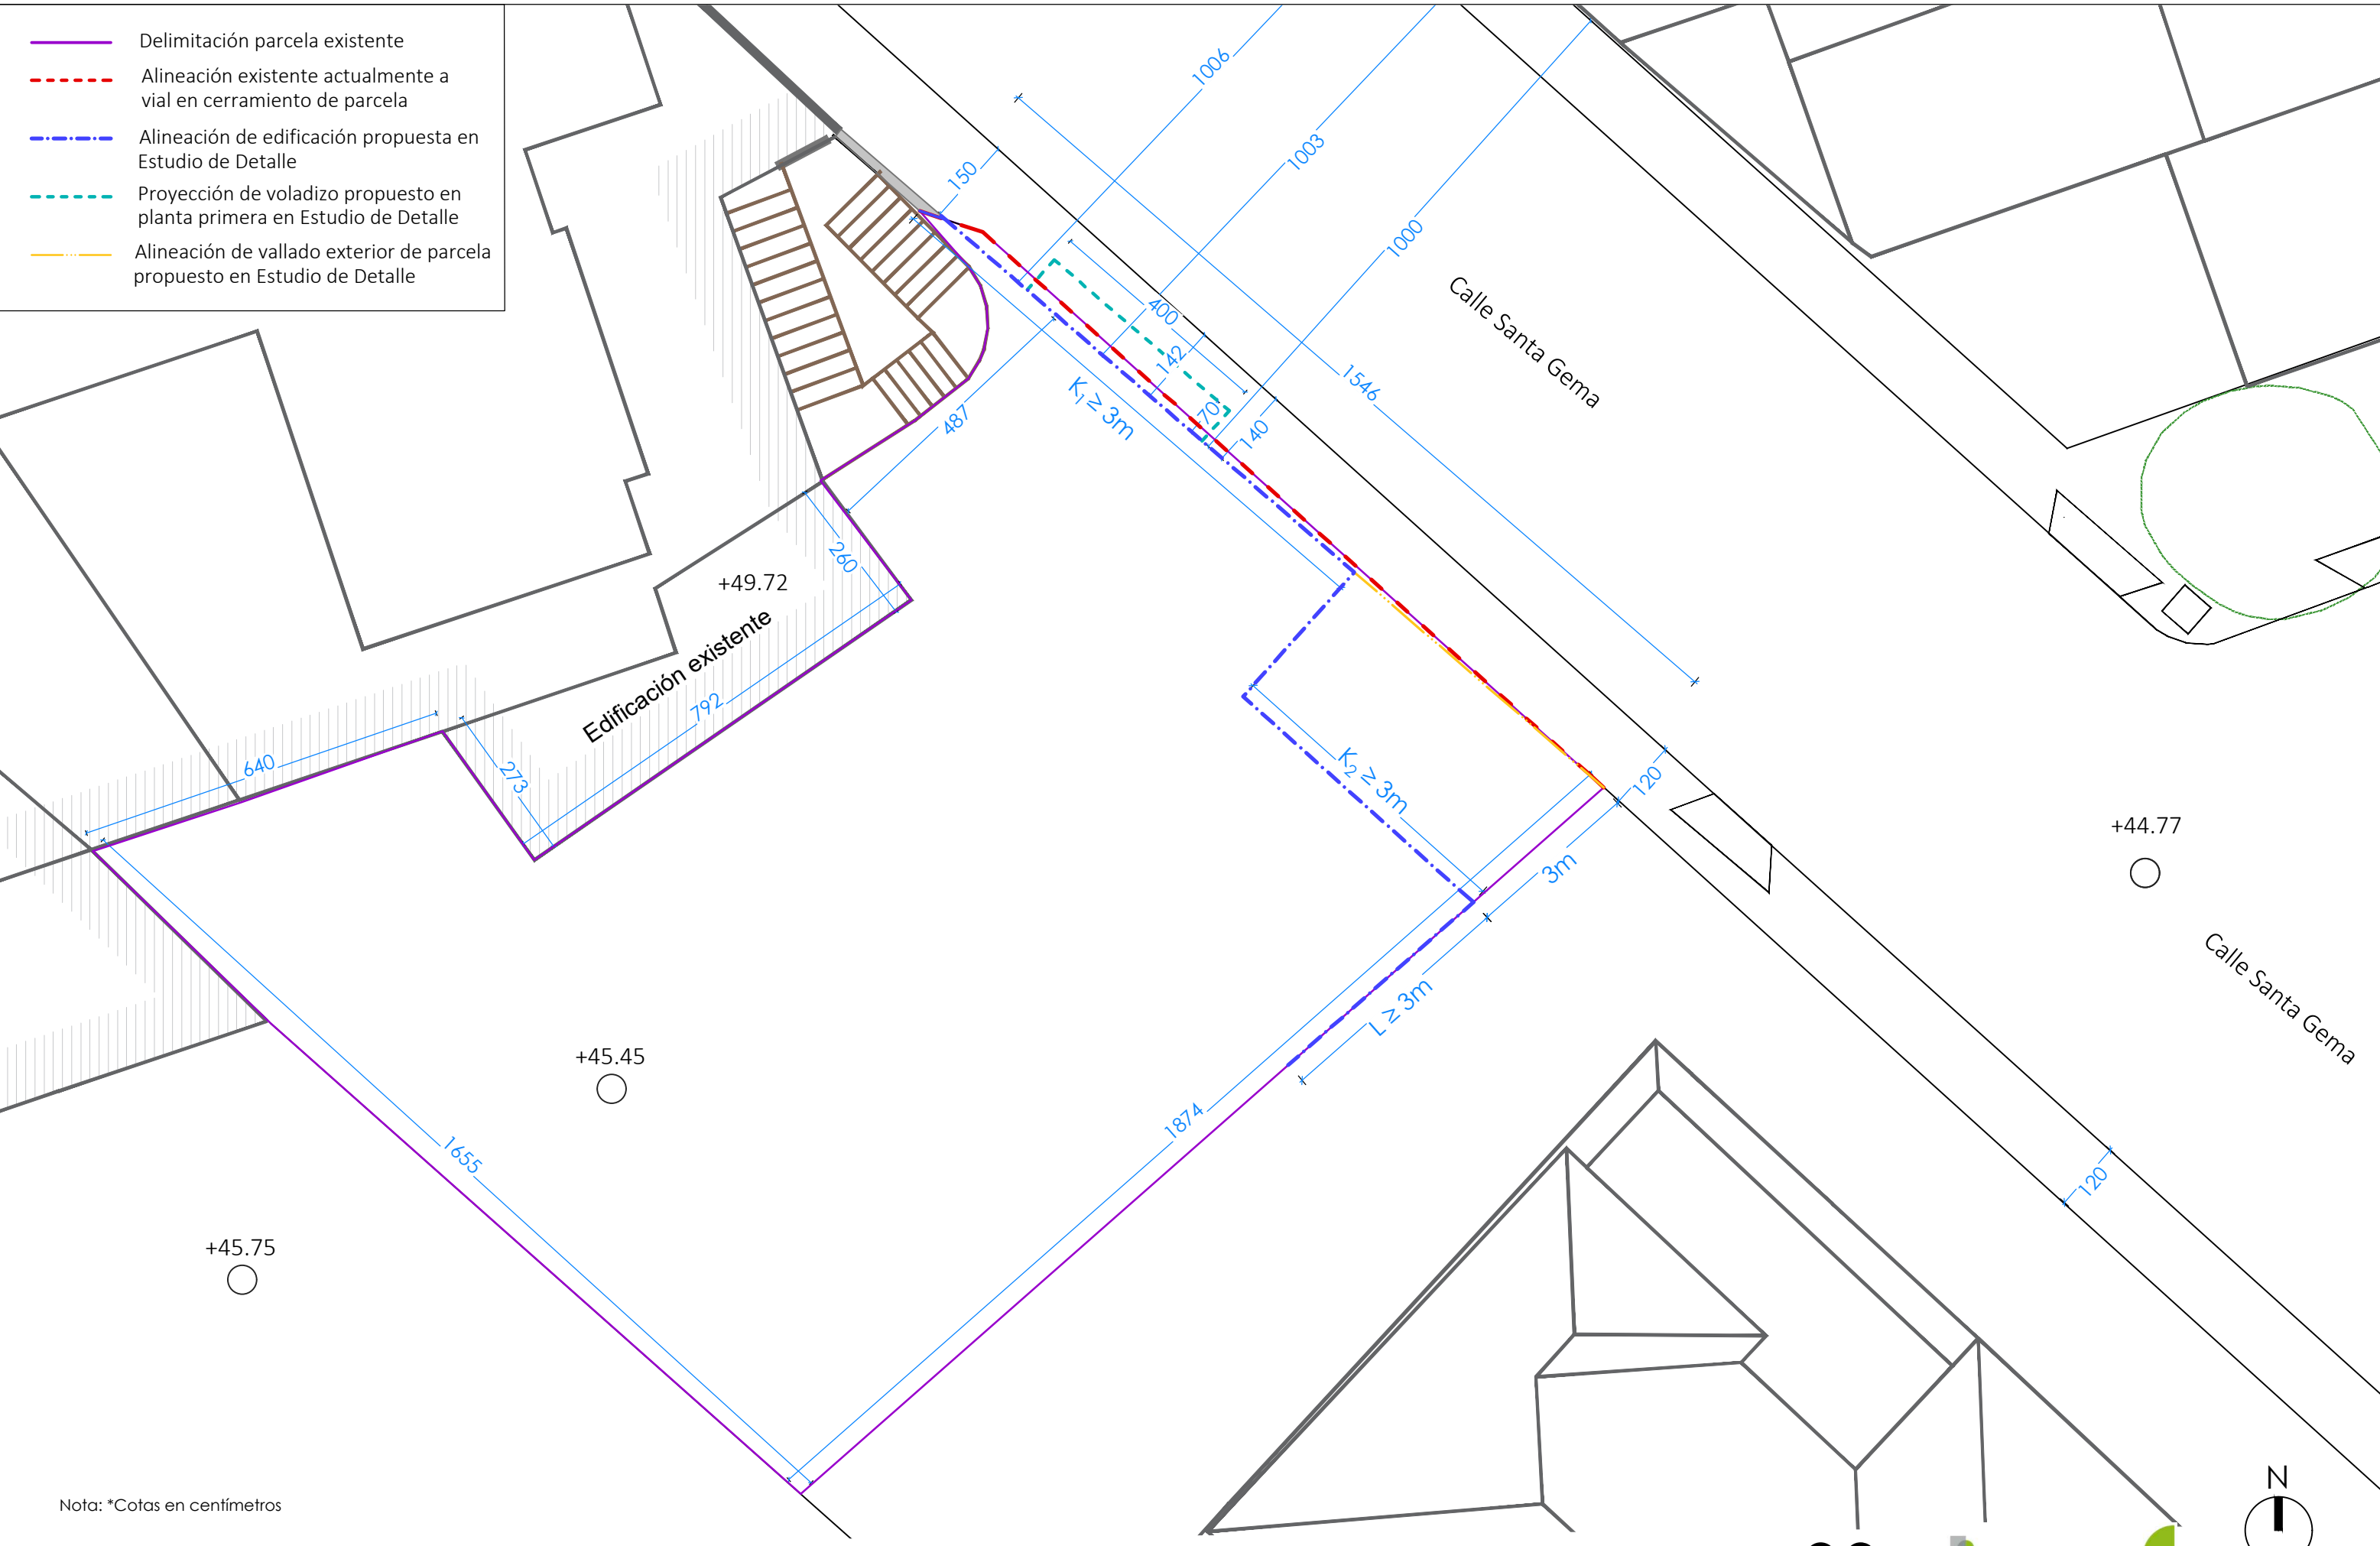 Delimitación parcela existente
Alineación existente actualmente a
vial en cerramiento de parcela
Alineación de edificación propuesta en
Estudio de Detalle
Proyección de voladizo propuesto en
planta primera en Estudio de Detalle
Alineación de vallado exterior de parcela
propuesto en Estudio de Detalle
1006
1003
1000
150
400
142
70
140
1546
Calle Santa Gema
K1 ≥ 3m
487
260
+49.72
Edificación existente
792
640
273
K2 ≥ 3m
120
3m
L ≥ 3m
+44.77
Calle Santa Gema
+45.45
1874
1655
120
+45.75
Nota: *Cotas en centímetros
N